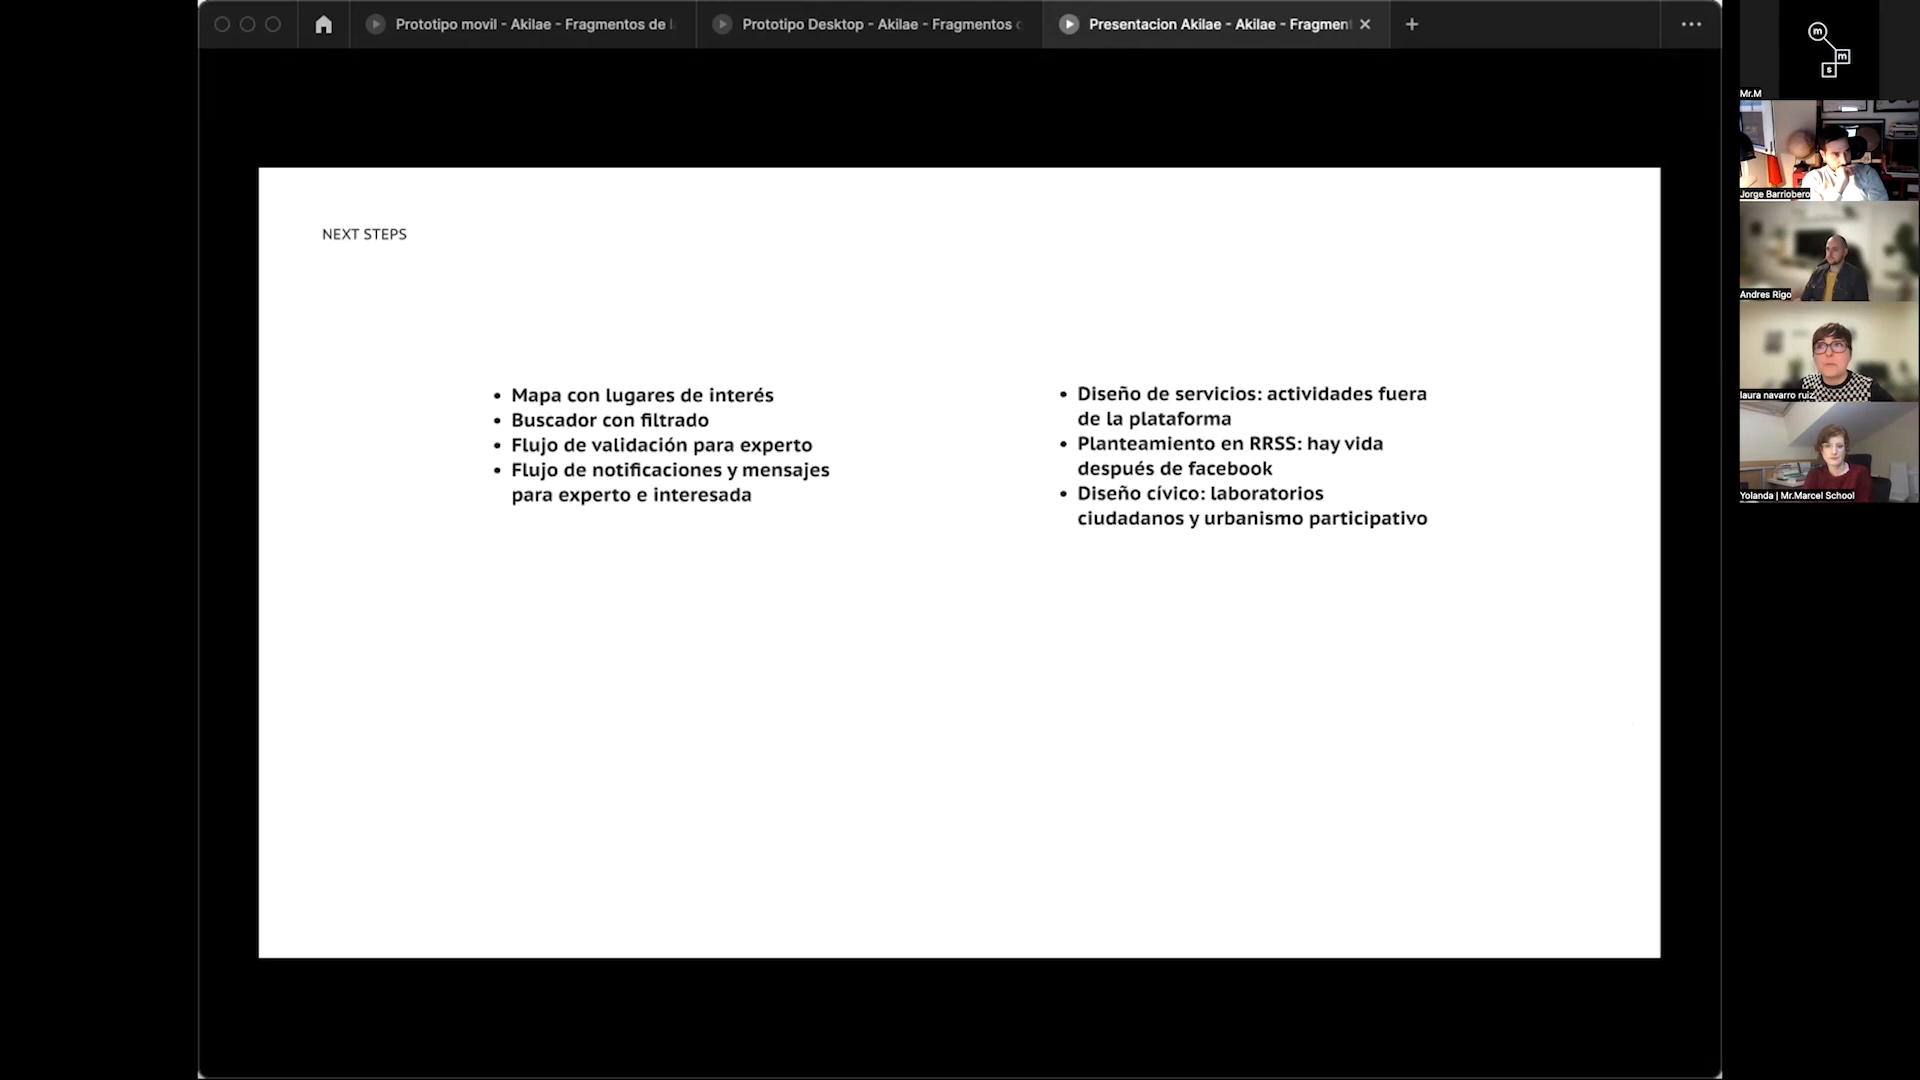 Prototipo movil - Akilae - Fragmentos de
Prototipo Desktop - Akilae - Fragmentos
Presentacion Akilae - Akilae - Fragmen
NEXT STEPS
• Mapa con lugares de interés
• Buscador con filtrado
• Flujo de validación para experto
• Flujo de notificaciones y mensajes
para experto e interesada
• Diseño de servicios: actividades fuera
de la plataforma
• Planteamiento en RRSS: hay vida
después de facebook
• Diseño cívico: laboratorios
ciudadanos y urbanismo participativo
m
m
s
Mr.M
Jorge Barriobero
Andres Rigo
laura navarro ruiz
Yolanda | Mr.Marcel School